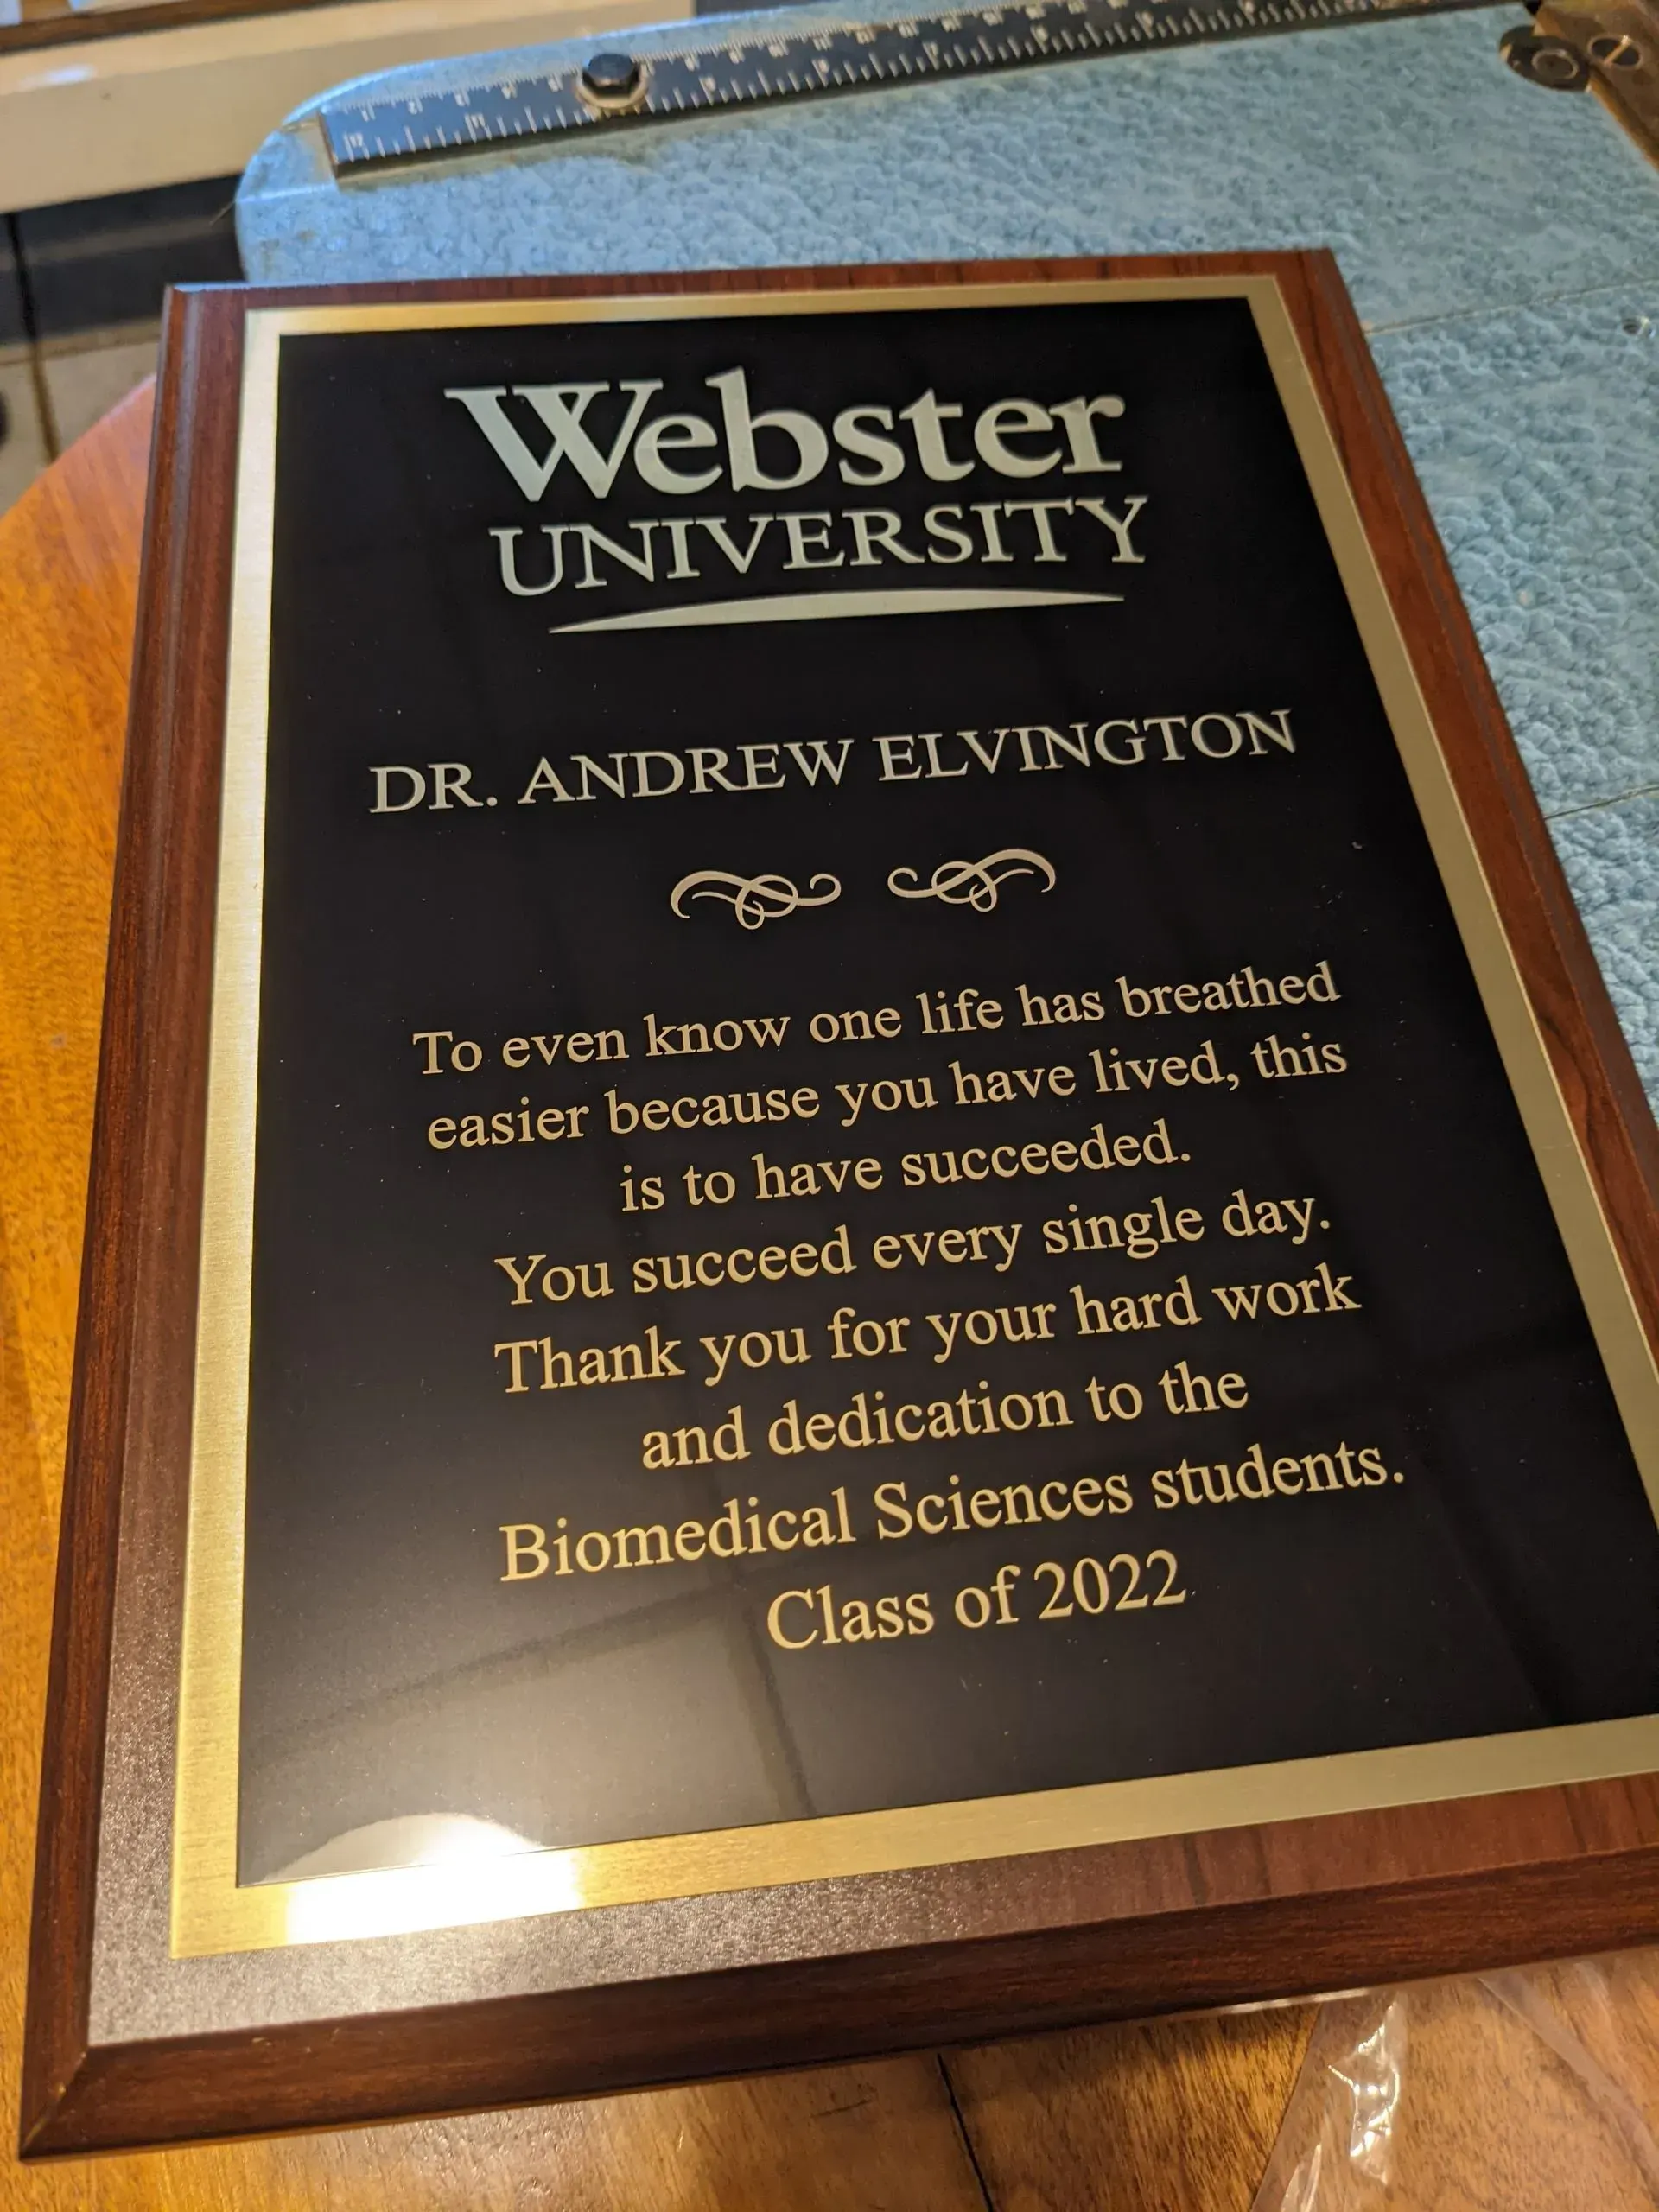 Webster
UNIVERSITY
DR. ANDREW ELVINGTON
To even know one life has breathed
easier because you have lived, this
is to have succeeded.
You succeed every single day.
Thank you for your hard work
and dedication to the
Biomedical Sciences students.
Class of 2022